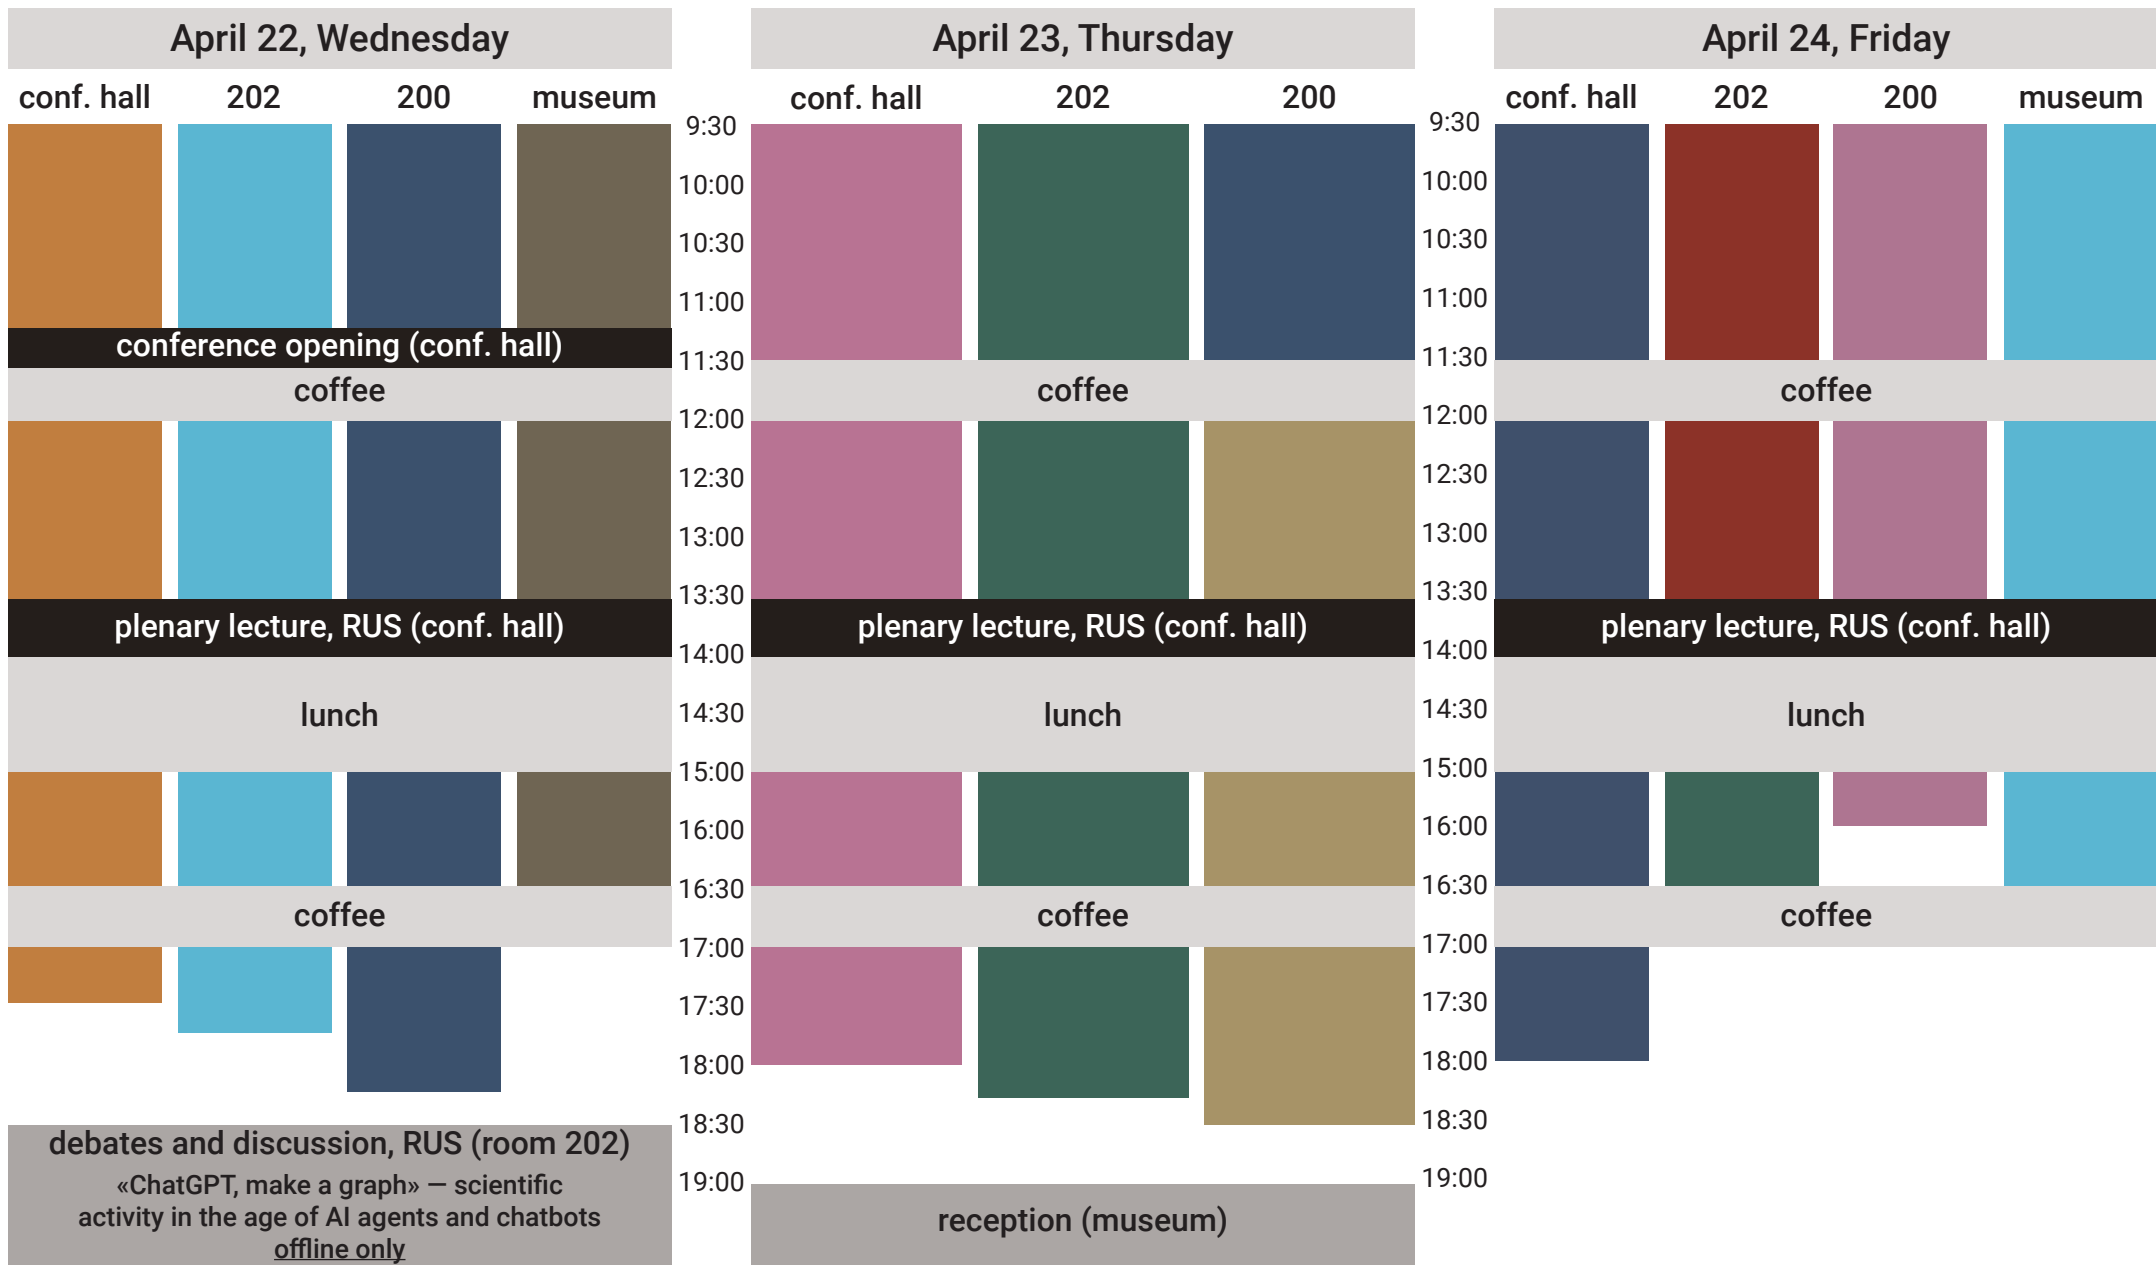 April 22, Wednesday
conf. hall 202 200 museum
conference opening (conf. hall)
coffee
plenary lecture, RUS (conf. hall)
lunch
coffee
debates and discussion, RUS (room 202)
«ChatGPT, make a graph» — scientific
activity in the age of AI agents and chatbots
offline only
9:30
10:00
10:30
11:00
11:30
12:00
12:30
13:00
13:30
14:00
14:30
15:00
16:00
16:30
17:00
17:30
18:00
18:30
19:00
April 23, Thursday
conf. hall 202 200
coffee
plenary lecture, RUS (conf. hall)
lunch
coffee
reception (museum)
9:30
10:00
10:30
11:00
11:30
12:00
12:30
13:00
13:30
14:00
14:30
15:00
16:00
16:30
17:00
17:30
18:00
18:30
19:00
April 24, Friday
conf. hall 202 200 museum
coffee
plenary lecture, RUS (conf. hall)
lunch
coffee